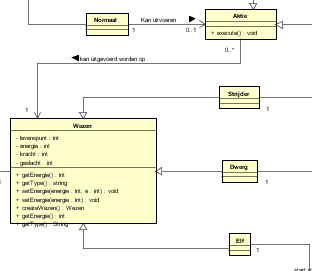 Aktie
Normaal
Kan uitvoeren
+ execute() : void
1
0..1
0..*
kan uitgevoerd worden op
Strijder
1
1
Wezen
- levenspunt : int
- energie : int
- kracht : int
- geslacht : int
+ getEnergie() : int
+ getType() : string
+ setEnergie(energie : int, e : int) : void
+ setEnergie(energie : int) : void
+ createWezen() : Wezen
+ getEnergie() : int
+ getType() : String
Dwerg
1
Elf
1